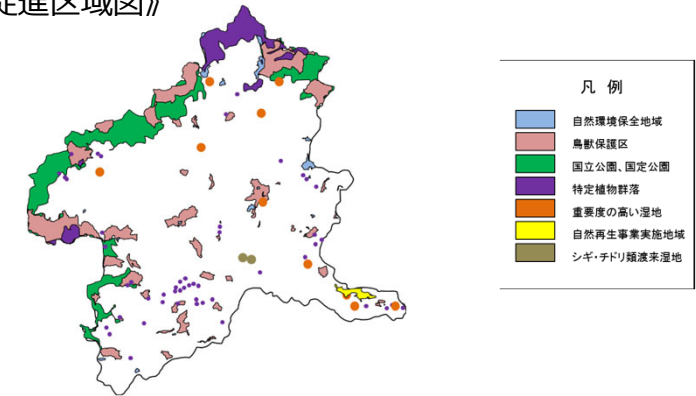 促進区域図》
凡 例
自然環境保全地域
鳥獣保護区
国立公園、国定公園
特定植物群落
重要度の高い湿地
自然再生事業実施地域
シギ・チドリ類渡来湿地